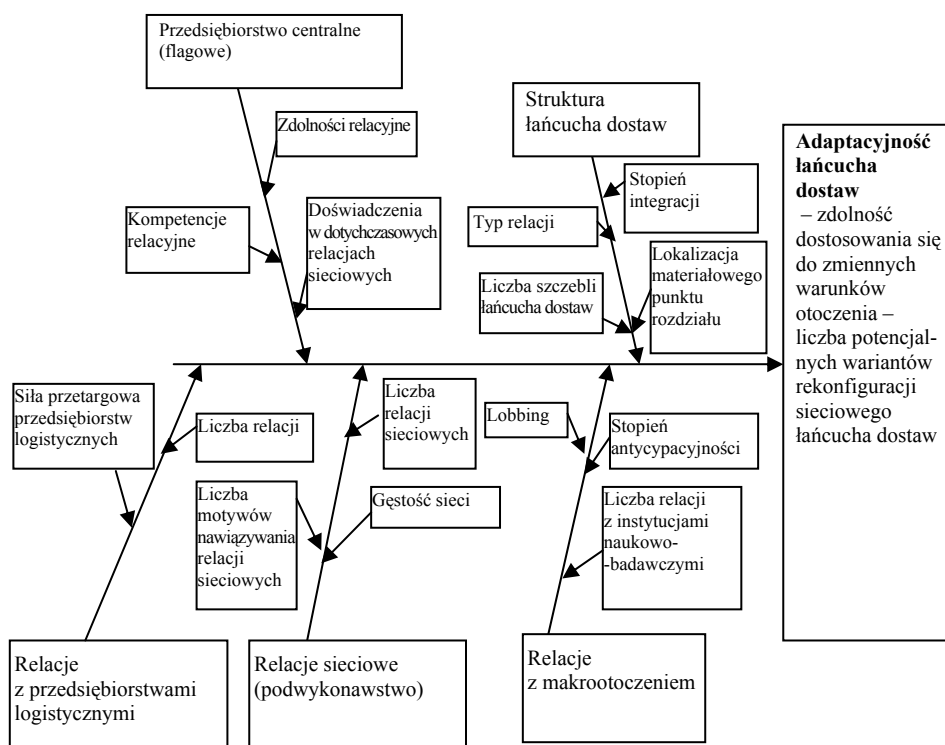 Przedsiębiorstwo centralne
(flagowe)
Zdolności relacyjne
Kompetencje
relacyjne
Doświadczenia
w dotychczasowych
relacjach
sieciowych
Struktura
łańcucha dostaw
Stopień
integracji
Typ relacji
Lokalizacja
materiałowego
punktu
rozdziału
Liczba szczebli
łańcucha dostaw
Adaptacyjność
łańcucha
dostaw
– zdolność
dostosowania się
do zmiennych
warunków
otoczenia –
liczba potencjal-
nych wariantów
rekonfiguracji
sieciowego
łańcucha dostaw
Siła przetargowa
przedsiębiorstw
logistycznych
Liczba relacji
Liczba
relacji
sieciowych
Liczba
motywów
nawiązywania
relacji
sieciowych
Gęstość sieci
Lobbing
Stopień
antycypacyjności
Liczba relacji
z instytucjami
naukowo-
-badawczymi
Relacje
z przedsiębiorstwami
logistycznymi
Relacje sieciowe
(podwykonawstwo)
Relacje
z makrootoczeniem